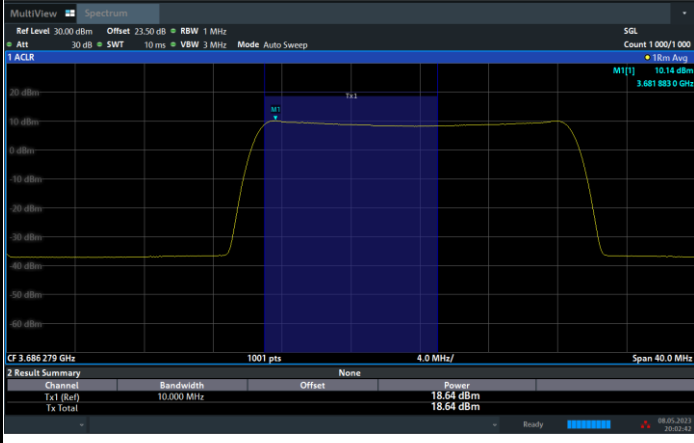 MultiView Spectrum
Ref Level 30.00 dBm Offset 23.50 dB RBW 1 MHz SGL
Att 30 dB SWT 10 ms VBW 3 MHz Mode Auto Sweep Count 1000/1000
1 ACLR 1Rm Avg
M1[1] 10.14 dBm
3.681 883 0 GHz
20 dBm
Tx1
M1
10 dBm
0 dBm
-10 dBm
-20 dBm
-30 dBm
-40 dBm
-50 dBm
-60 dBm
CF 3.686 279 GHz 1001 pts 4.0 MHz/ Span 40.0 MHz
2 Result Summary None
Channel Bandwidth Offset Power
Tx1 (Ref) 10.000 MHz 18.64 dBm
Tx Total 18.64 dBm
Ready 08.05.2023
20:02:42